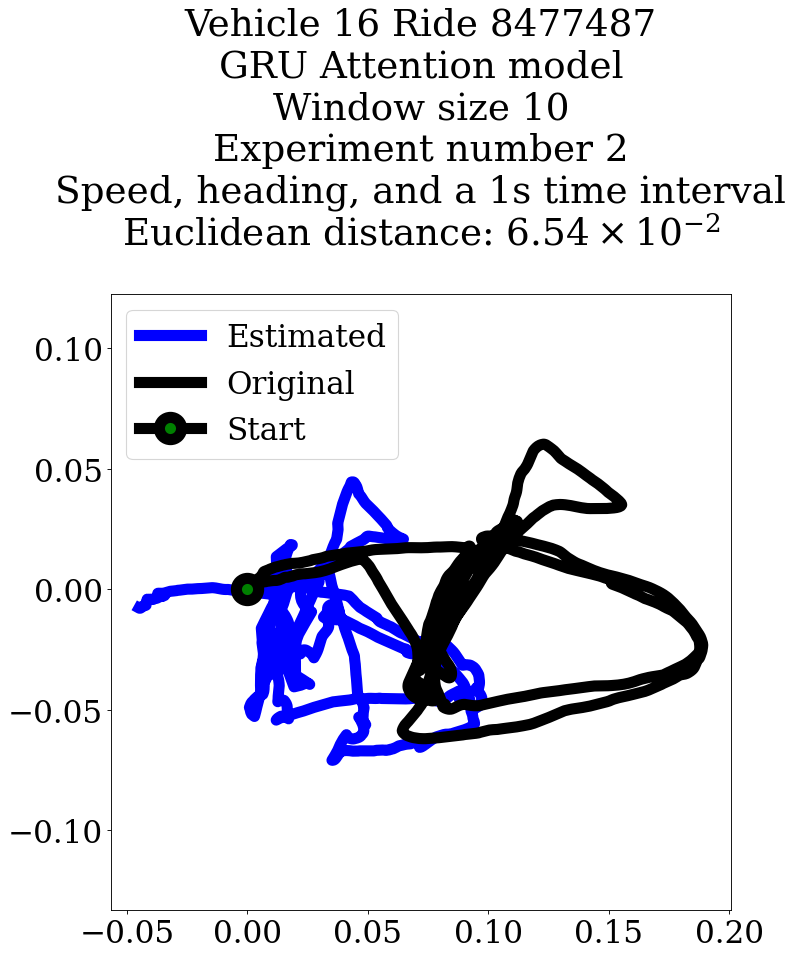 Vehicle 16 Ride 8477487
GRU Attention model
Window size 10
Experiment number 2
Speed, heading, and a 1s time interval
Euclidean distance: 6.54 × 10⁻²
Estimated
Original
Start
0.10
0.05
0.00
−0.05
−0.10
−0.05 0.00 0.05 0.10 0.15 0.20